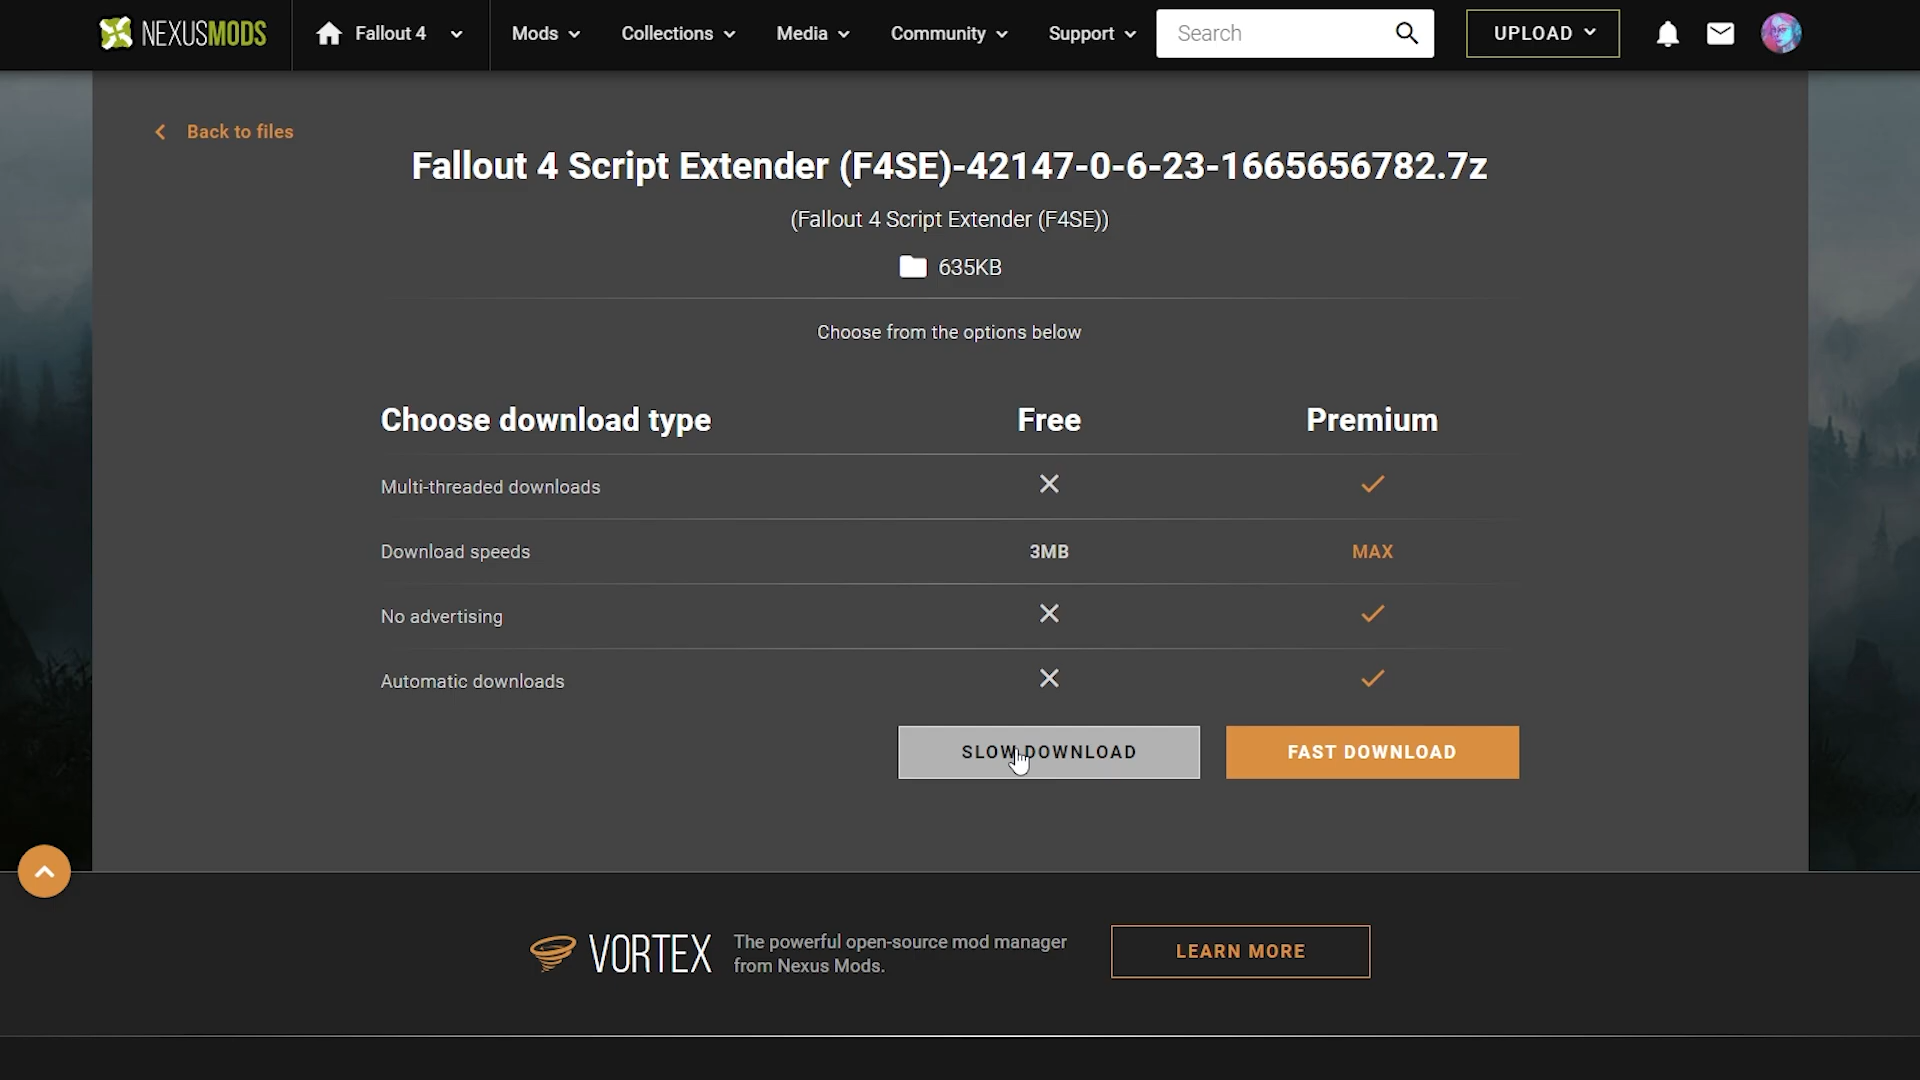 NEXUSMODS
Fallout 4
Mods
Collections
Media
Community
Support
Search
UPLOAD
Back to files
Fallout 4 Script Extender (F4SE)-42147-0-6-23-1665656782.7z
(Fallout 4 Script Extender (F4SE))
635KB
Choose from the options below
Choose download type Free Premium
Multi-threaded downloads
Download speeds 3MB MAX
No advertising
Automatic downloads
SLOW DOWNLOAD FAST DOWNLOAD
VORTEX
The powerful open-source mod manager
from Nexus Mods.
LEARN MORE